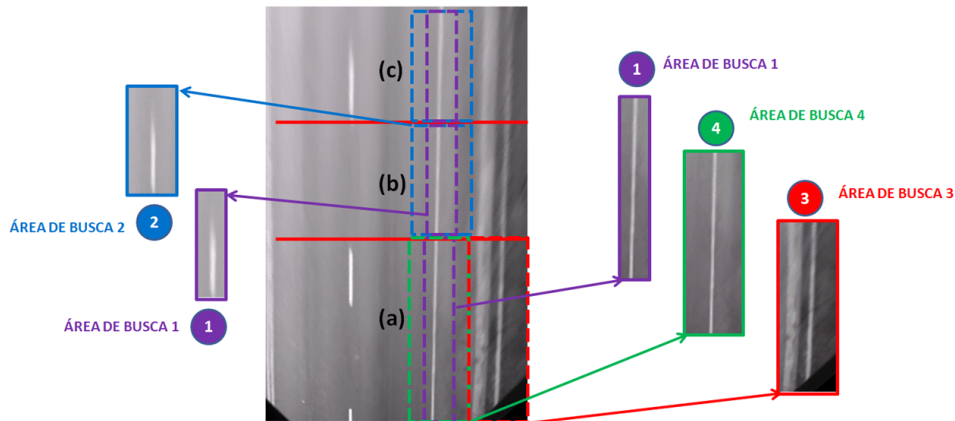 1 ÁREA DE BUSCA 1
4 ÁREA DE BUSCA 4
3 ÁREA DE BUSCA 3
(c)
(b)
(a)
ÁREA DE BUSCA 2 2
ÁREA DE BUSCA 1 1